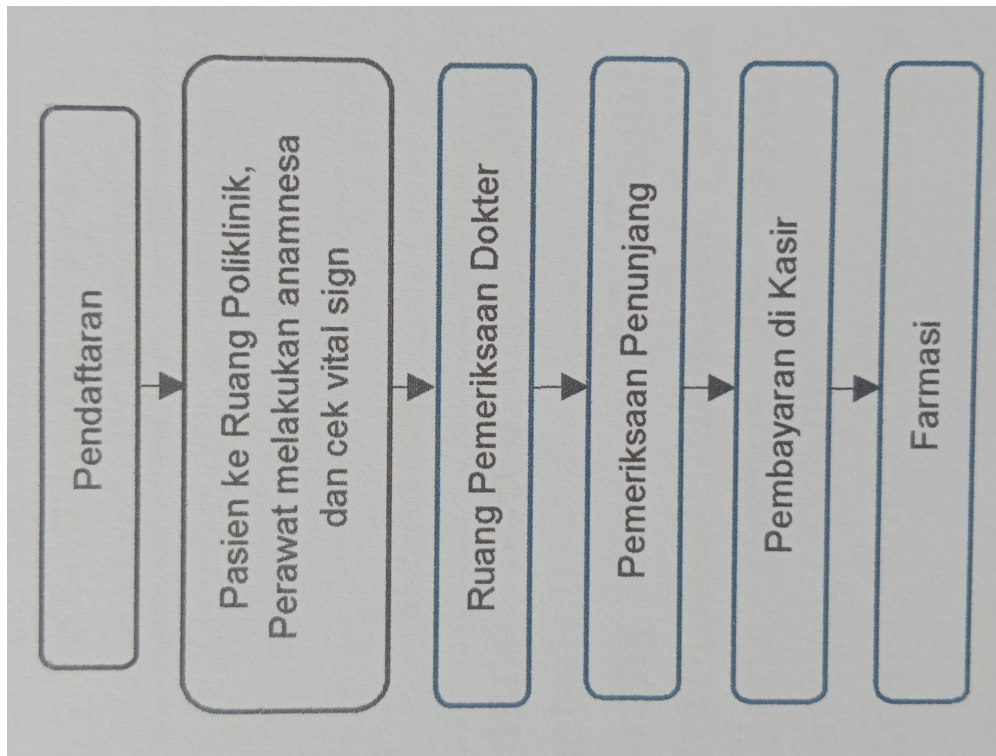 Pendaftaran
Pasien ke Ruang Poliklinik,
Perawat melakukan anamnesa
dan cek vital sign
Ruang Pemeriksaan Dokter
Pemeriksaan Penunjang
Pembayaran di Kasir
Farmasi